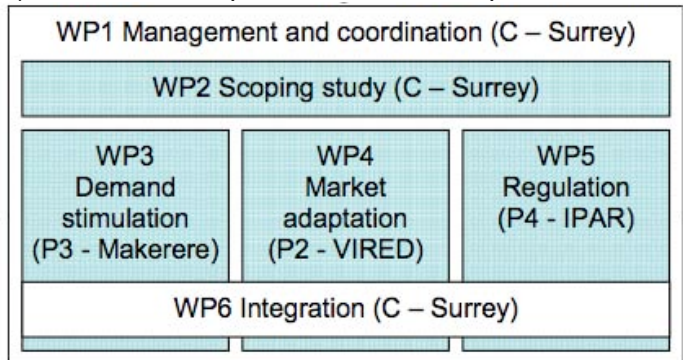 WP1 Management and coordination (C – Surrey)
WP2 Scoping study (C – Surrey)
WP3
Demand
stimulation
(P3 - Makerere)
WP4
Market
adaptation
(P2 - VIRED)
WP5
Regulation
(P4 - IPAR)
WP6 Integration (C – Surrey)